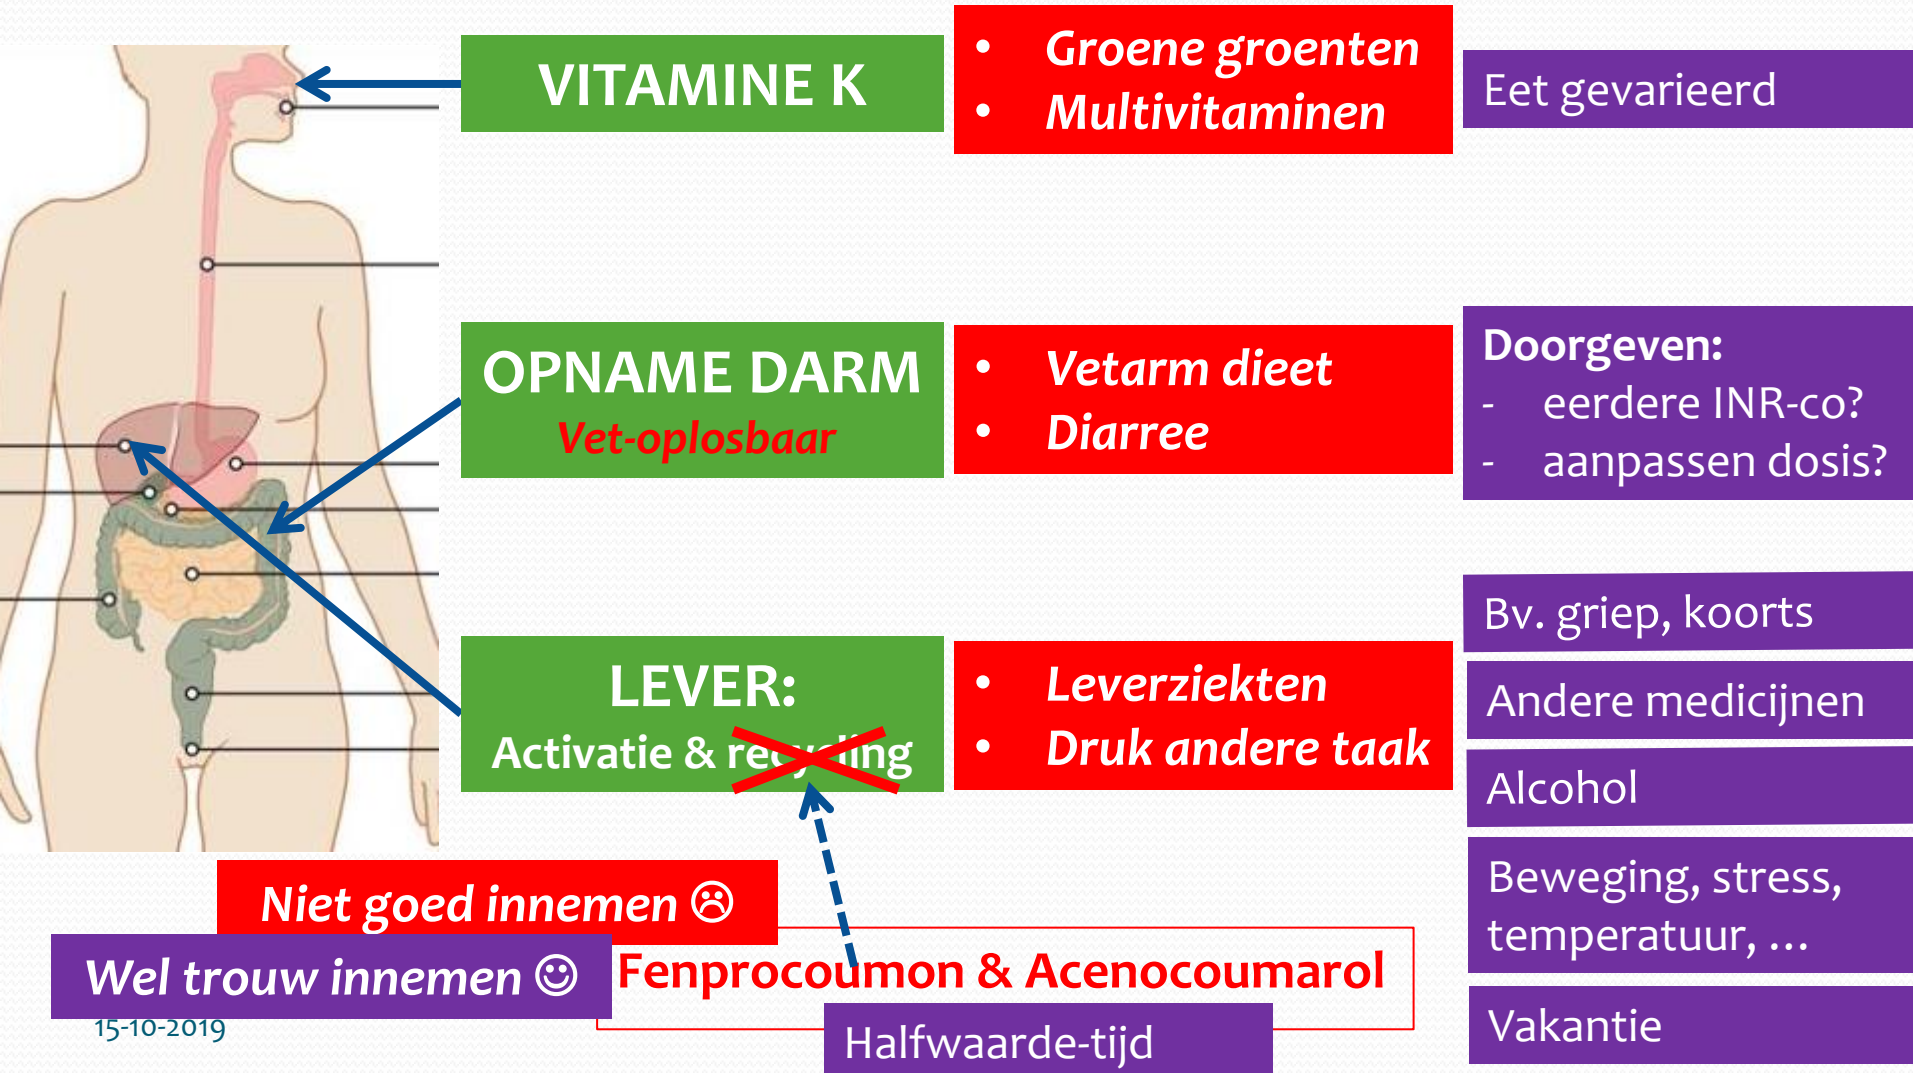 VITAMINE K
• Groene groenten
• Multivitaminen
Eet gevarieerd
OPNAME DARM
Vet-oplosbaar
• Vetarm dieet
• Diarree
Doorgeven:
- eerdere INR-co?
- aanpassen dosis?
LEVER:
Activatie & recycling
• Leverziekten
• Druk andere taak
Bv. griep, koorts
Andere medicijnen
Alcohol
Beweging, stress,
temperatuur, ...
Vakantie
Niet goed innemen ☹
Wel trouw innemen ☺
Fenprocoumon & Acenocoumarol
Halfwaarde-tijd
15-10-2019